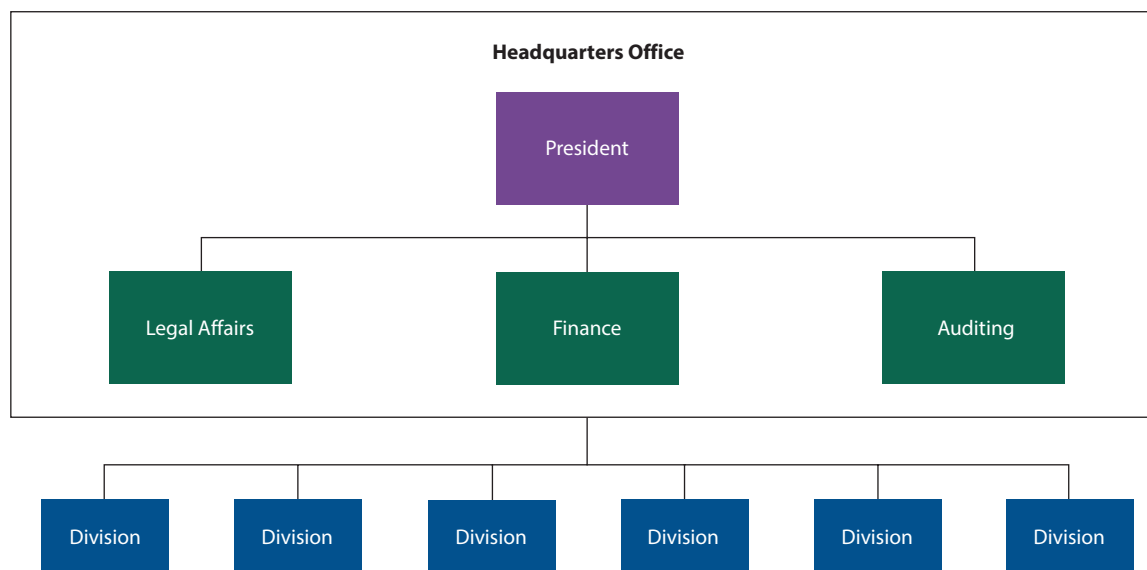 Headquarters Office
President
Legal Affairs
Finance
Auditing
Division
Division
Division
Division
Division
Division